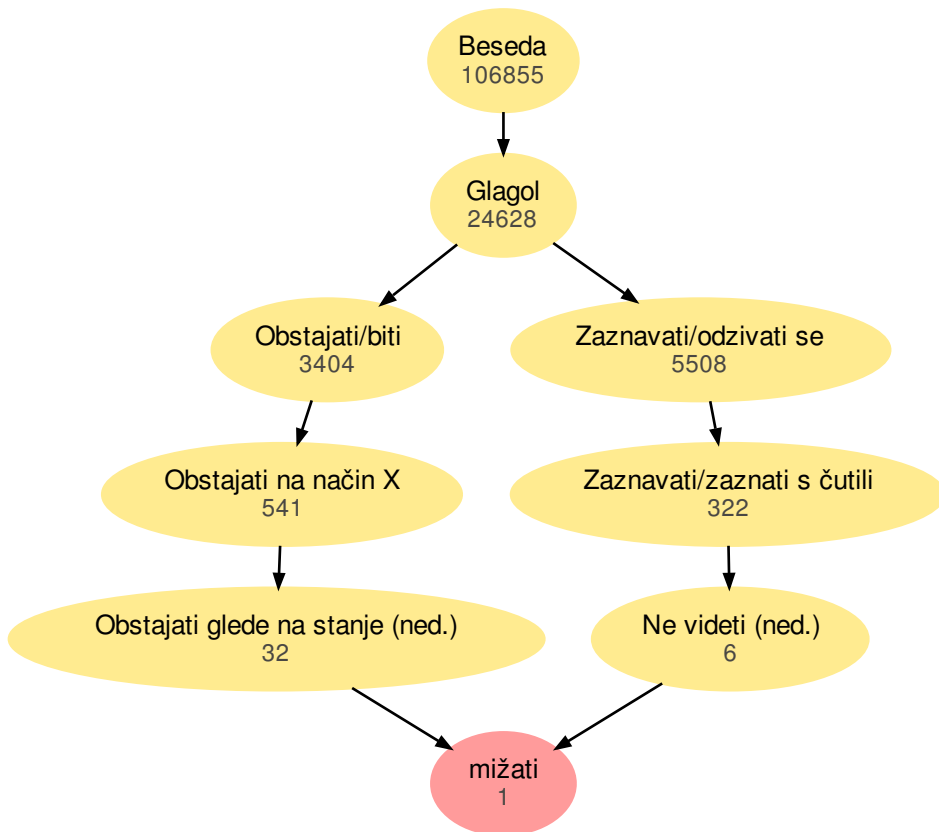 Beseda
106855
Glagol
24628
Obstajati/biti
3404
Zaznavati/odzivati se
5508
Obstajati na način X
541
Zaznavati/zaznati s čutili
322
Obstajati glede na stanje (ned.)
32
Ne videti (ned.)
6
mižati
1